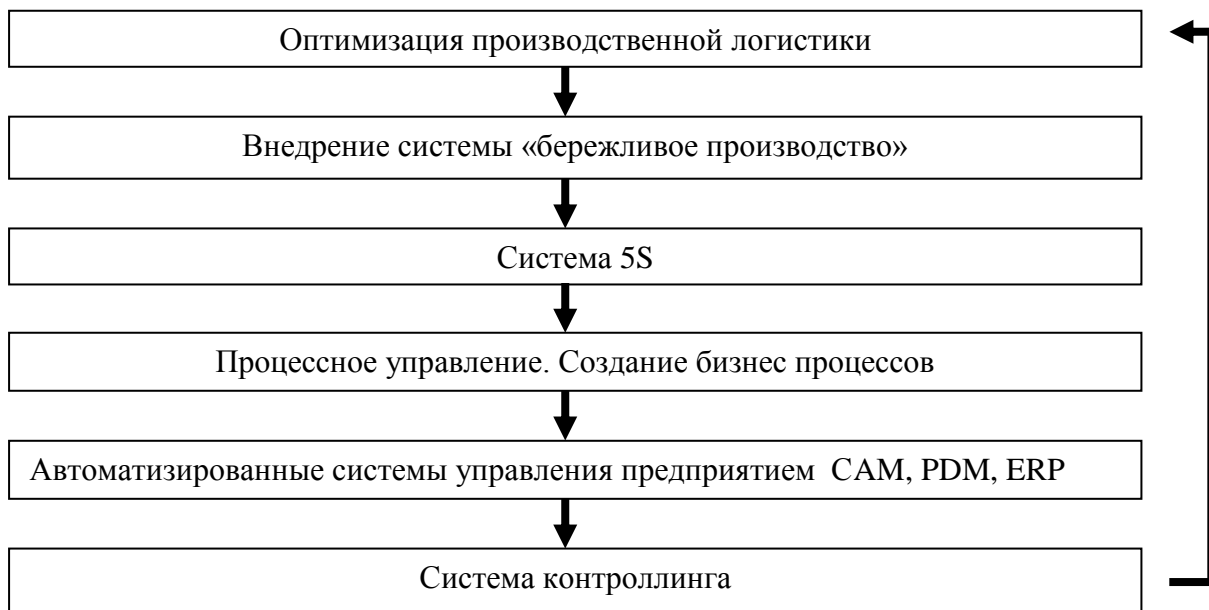 Оптимизация производственной логистики
Внедрение системы «бережливое производство»
Система 5S
Процессное управление. Создание бизнес процессов
Автоматизированные системы управления предприятием CAM, PDM, ERP
Система контроллинга